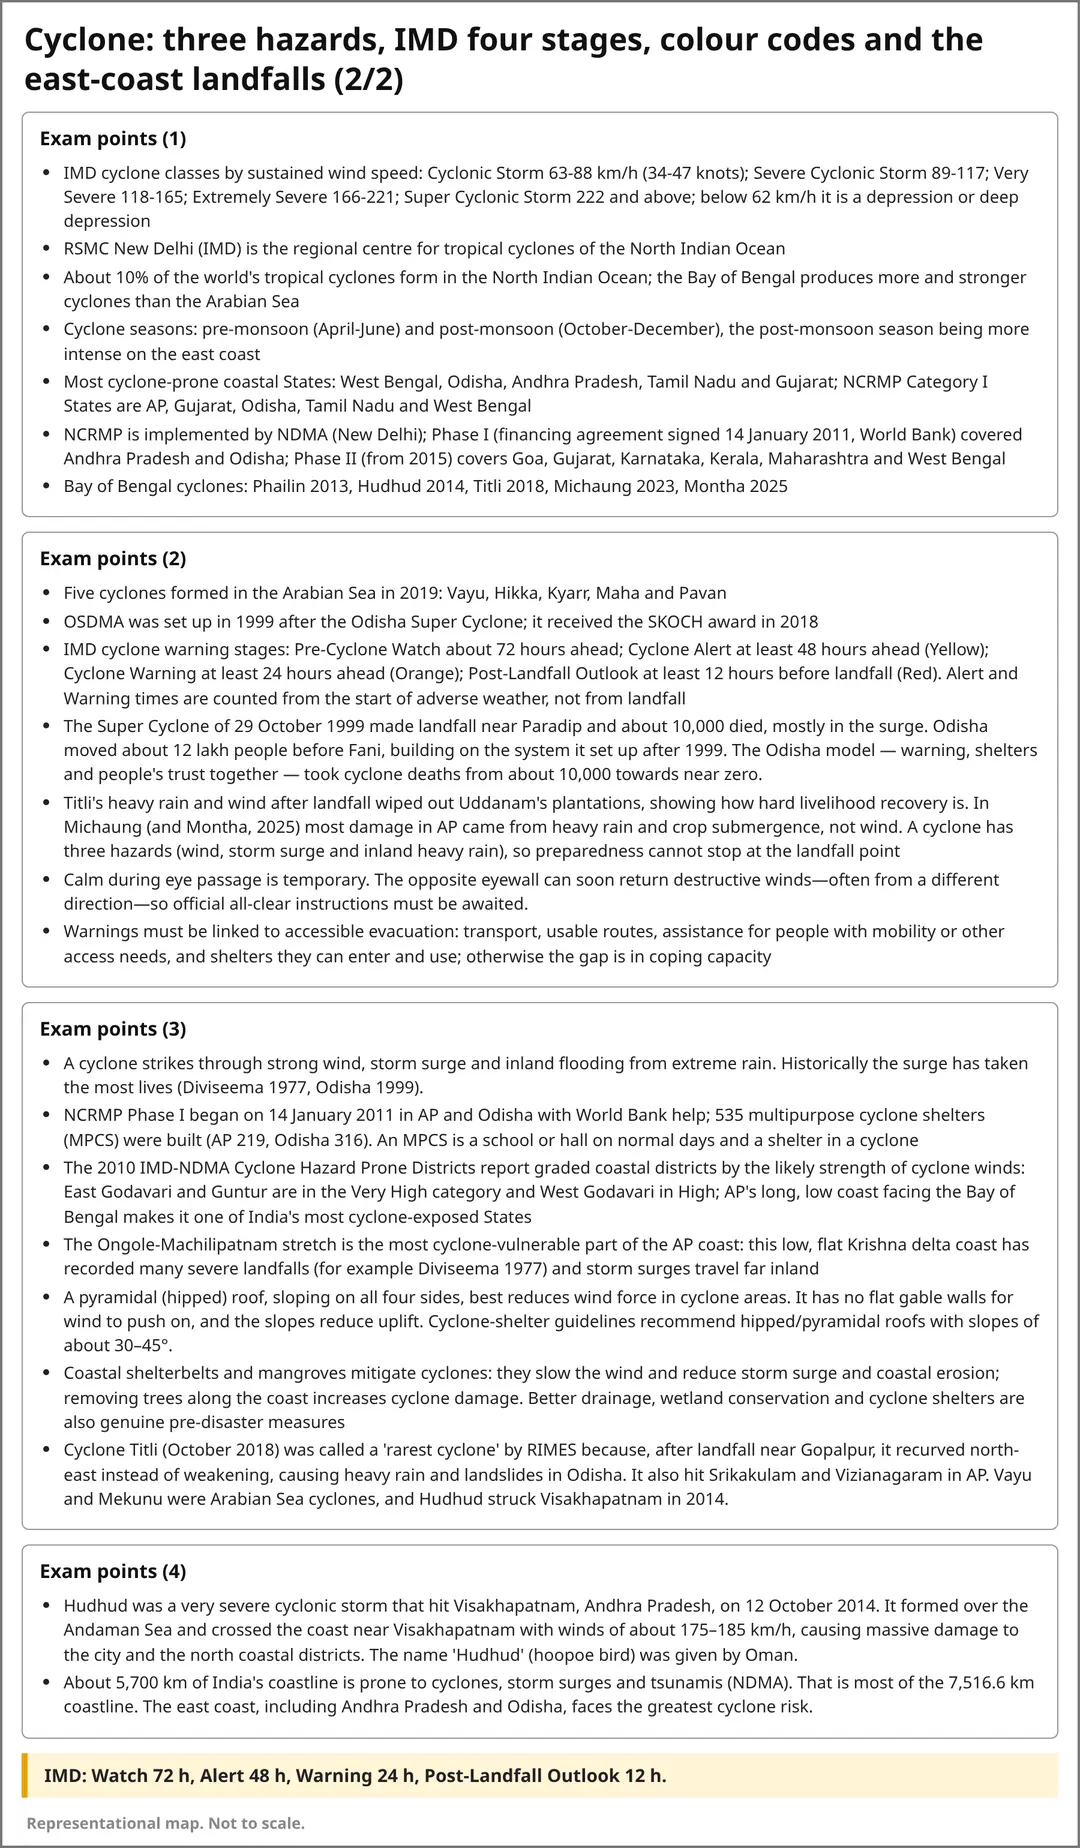 Cyclone: three hazards, IMD four stages, colour codes and the
east-coast landfalls (2/2)
Exam points (1)
• IMD cyclone classes by sustained wind speed: Cyclonic Storm 63-88 km/h (34-47 knots); Severe Cyclonic Storm 89-117; Very
Severe 118-165; Extremely Severe 166-221; Super Cyclonic Storm 222 and above; below 62 km/h it is a depression or deep
depression
• RSMC New Delhi (IMD) is the regional centre for tropical cyclones of the North Indian Ocean
• About 10% of the world's tropical cyclones form in the North Indian Ocean; the Bay of Bengal produces more and stronger
cyclones than the Arabian Sea
• Cyclone seasons: pre-monsoon (April-June) and post-monsoon (October-December), the post-monsoon season being more
intense on the east coast
• Most cyclone-prone coastal States: West Bengal, Odisha, Andhra Pradesh, Tamil Nadu and Gujarat; NCRMP Category I
States are AP, Gujarat, Odisha, Tamil Nadu and West Bengal
• NCRMP is implemented by NDMA (New Delhi); Phase I (financing agreement signed 14 January 2011, World Bank) covered
Andhra Pradesh and Odisha; Phase II (from 2015) covers Goa, Gujarat, Karnataka, Kerala, Maharashtra and West Bengal
• Bay of Bengal cyclones: Phailin 2013, Hudhud 2014, Titli 2018, Michaung 2023, Montha 2025
Exam points (2)
• Five cyclones formed in the Arabian Sea in 2019: Vayu, Hikka, Kyarr, Maha and Pavan
• OSDMA was set up in 1999 after the Odisha Super Cyclone; it received the SKOCH award in 2018
• IMD cyclone warning stages: Pre-Cyclone Watch about 72 hours ahead; Cyclone Alert at least 48 hours ahead (Yellow);
Cyclone Warning at least 24 hours ahead (Orange); Post-Landfall Outlook at least 12 hours before landfall (Red). Alert and
Warning times are counted from the start of adverse weather, not from landfall
• The Super Cyclone of 29 October 1999 made landfall near Paradip and about 10,000 died, mostly in the surge. Odisha
moved about 12 lakh people before Fani, building on the system it set up after 1999. The Odisha model — warning, shelters
and people's trust together — took cyclone deaths from about 10,000 towards near zero.
• Titli's heavy rain and wind after landfall wiped out Uddanam's plantations, showing how hard livelihood recovery is. In
Michaung (and Montha, 2025) most damage in AP came from heavy rain and crop submergence, not wind. A cyclone has
three hazards (wind, storm surge and inland heavy rain), so preparedness cannot stop at the landfall point
• Calm during eye passage is temporary. The opposite eyewall can soon return destructive winds—often from a different
direction—so official all-clear instructions must be awaited.
• Warnings must be linked to accessible evacuation: transport, usable routes, assistance for people with mobility or other
access needs, and shelters they can enter and use; otherwise the gap is in coping capacity
Exam points (3)
• A cyclone strikes through strong wind, storm surge and inland flooding from extreme rain. Historically the surge has taken
the most lives (Diviseema 1977, Odisha 1999).
• NCRMP Phase I began on 14 January 2011 in AP and Odisha with World Bank help; 535 multipurpose cyclone shelters
(MPCS) were built (AP 219, Odisha 316). An MPCS is a school or hall on normal days and a shelter in a cyclone
• The 2010 IMD-NDMA Cyclone Hazard Prone Districts report graded coastal districts by the likely strength of cyclone winds:
East Godavari and Guntur are in the Very High category and West Godavari in High; AP's long, low coast facing the Bay of
Bengal makes it one of India's most cyclone-exposed States
• The Ongole-Machilipatnam stretch is the most cyclone-vulnerable part of the AP coast: this low, flat Krishna delta coast has
recorded many severe landfalls (for example Diviseema 1977) and storm surges travel far inland
• A pyramidal (hipped) roof, sloping on all four sides, best reduces wind force in cyclone areas. It has no flat gable walls for
wind to push on, and the slopes reduce uplift. Cyclone-shelter guidelines recommend hipped/pyramidal roofs with slopes of
about 30–45°.
• Coastal shelterbelts and mangroves mitigate cyclones: they slow the wind and reduce storm surge and coastal erosion;
removing trees along the coast increases cyclone damage. Better drainage, wetland conservation and cyclone shelters are
also genuine pre-disaster measures
• Cyclone Titli (October 2018) was called a 'rarest cyclone' by RIMES because, after landfall near Gopalpur, it recurved north-
east instead of weakening, causing heavy rain and landslides in Odisha. It also hit Srikakulam and Vizianagaram in AP. Vayu
and Mekunu were Arabian Sea cyclones, and Hudhud struck Visakhapatnam in 2014.
Exam points (4)
• Hudhud was a very severe cyclonic storm that hit Visakhapatnam, Andhra Pradesh, on 12 October 2014. It formed over the
Andaman Sea and crossed the coast near Visakhapatnam with winds of about 175–185 km/h, causing massive damage to
the city and the north coastal districts. The name 'Hudhud' (hoopoe bird) was given by Oman.
• About 5,700 km of India's coastline is prone to cyclones, storm surges and tsunamis (NDMA). That is most of the 7,516.6 km
coastline. The east coast, including Andhra Pradesh and Odisha, faces the greatest cyclone risk.
IMD: Watch 72 h, Alert 48 h, Warning 24 h, Post-Landfall Outlook 12 h.
Representational map. Not to scale.